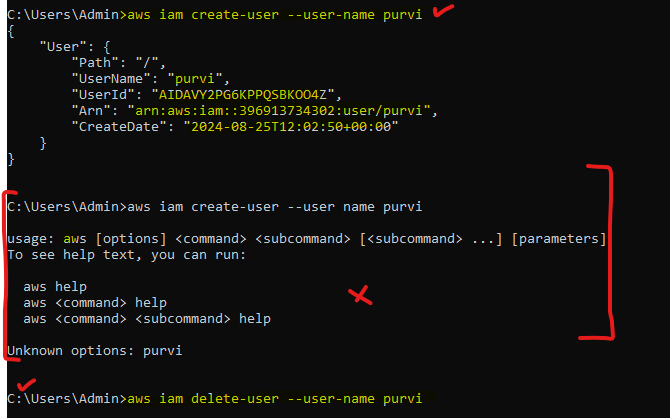 C:\Users\Admin>aws iam create-user --user-name purvi
{
    "User": {
        "Path": "/",
        "UserName": "purvi",
        "UserId": "AIDAVY2PG6KPPQSBKOO4Z",
        "Arn": "arn:aws:iam::396913734302:user/purvi",
        "CreateDate": "2024-08-25T12:02:50+00:00"
    }
}
C:\Users\Admin>aws iam create-user --user name purvi
usage: aws [options] <command> <subcommand> [<subcommand> ...] [parameters]
To see help text, you can run:
  aws help
  aws <command> help
  aws <command> <subcommand> help
Unknown options: purvi
C:\Users\Admin>aws iam delete-user --user-name purvi